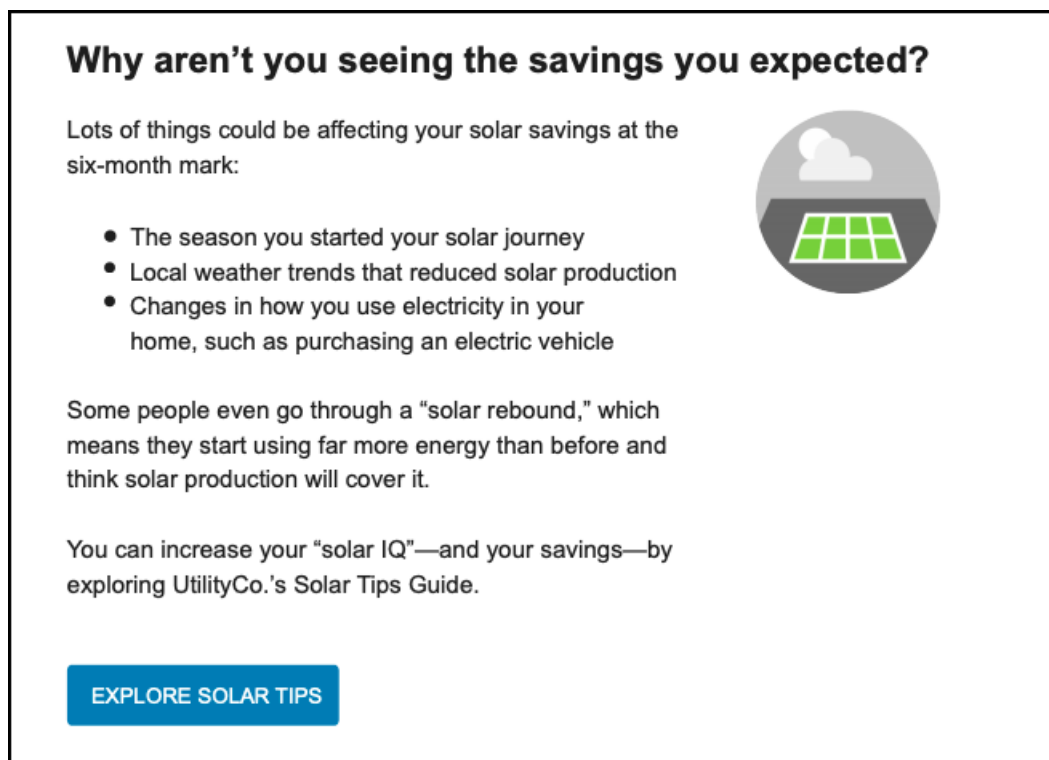 Why aren’t you seeing the savings you expected?
Lots of things could be affecting your solar savings at the
six-month mark:
● The season you started your solar journey
● Local weather trends that reduced solar production
● Changes in how you use electricity in your
home, such as purchasing an electric vehicle
Some people even go through a “solar rebound,” which
means they start using far more energy than before and
think solar production will cover it.
You can increase your “solar IQ”—and your savings—by
exploring UtilityCo.’s Solar Tips Guide.
EXPLORE SOLAR TIPS